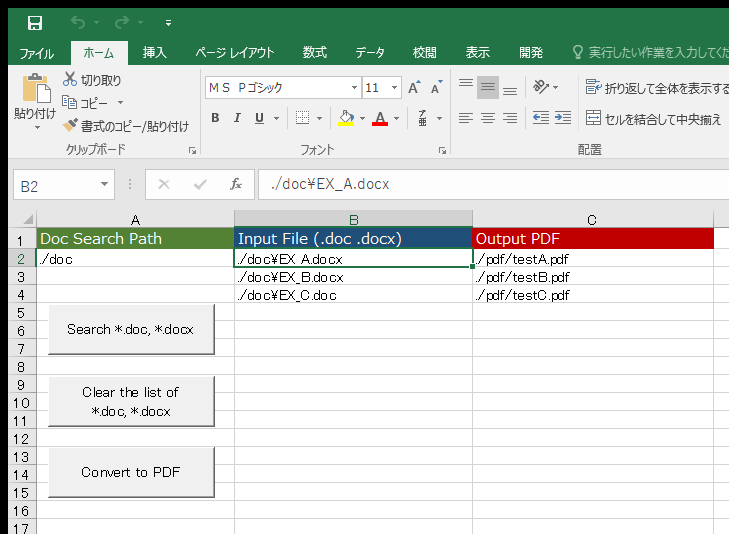 ファイル ホーム 挿入 ページ レイアウト 数式 データ 校閲 表示 開発 実行したい作業を入力してくだ
貼り付け
切り取り
コピー
書式のコピー/貼り付け
クリップボード
ＭＳ Ｐゴシック 11
B I U
フォント
折り返して全体を表示する
セルを結合して中央揃え
配置
B2 fx ./doc¥EX_A.docx
A B C
1 Doc Search Path Input File (.doc .docx) Output PDF
2 ./doc ./doc¥EX_A.docx ./pdf/testA.pdf
3 ./doc¥EX_B.docx ./pdf/testB.pdf
4 ./doc¥EX_C.doc ./pdf/testC.pdf
5
6
7
8
9
10
11
12
13
14
15
16
17
Search *.doc, *.docx
Clear the list of
*.doc, *.docx
Convert to PDF